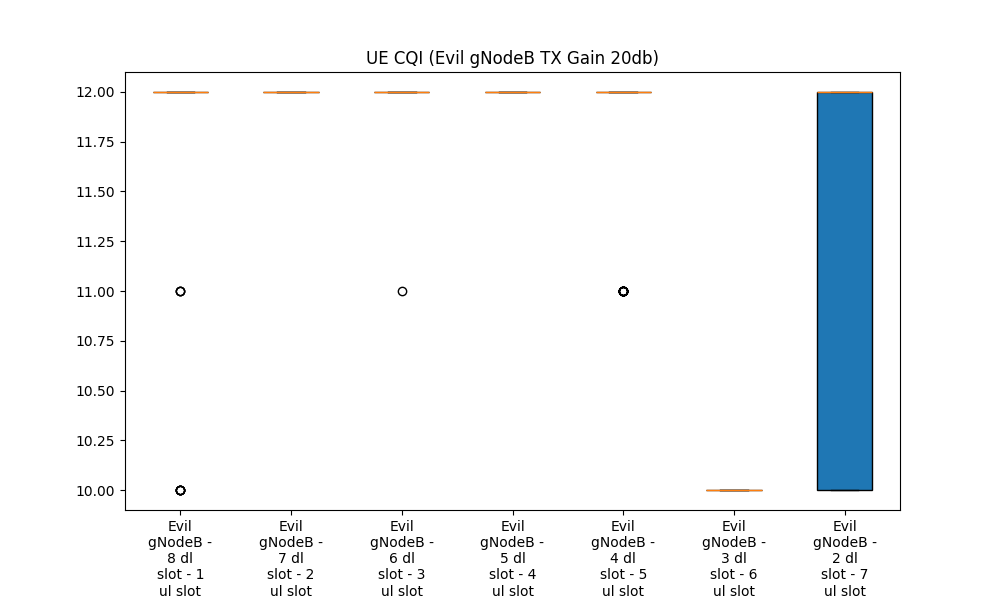 UE CQI (Evil gNodeB TX Gain 20db)
12.00
11.75
11.50
11.25
11.00
10.75
10.50
10.25
10.00
Evil
gNodeB -
8 dl
slot - 1
ul slot
Evil
gNodeB -
7 dl
slot - 2
ul slot
Evil
gNodeB -
6 dl
slot - 3
ul slot
Evil
gNodeB -
5 dl
slot - 4
ul slot
Evil
gNodeB -
4 dl
slot - 5
ul slot
Evil
gNodeB -
3 dl
slot - 6
ul slot
Evil
gNodeB -
2 dl
slot - 7
ul slot